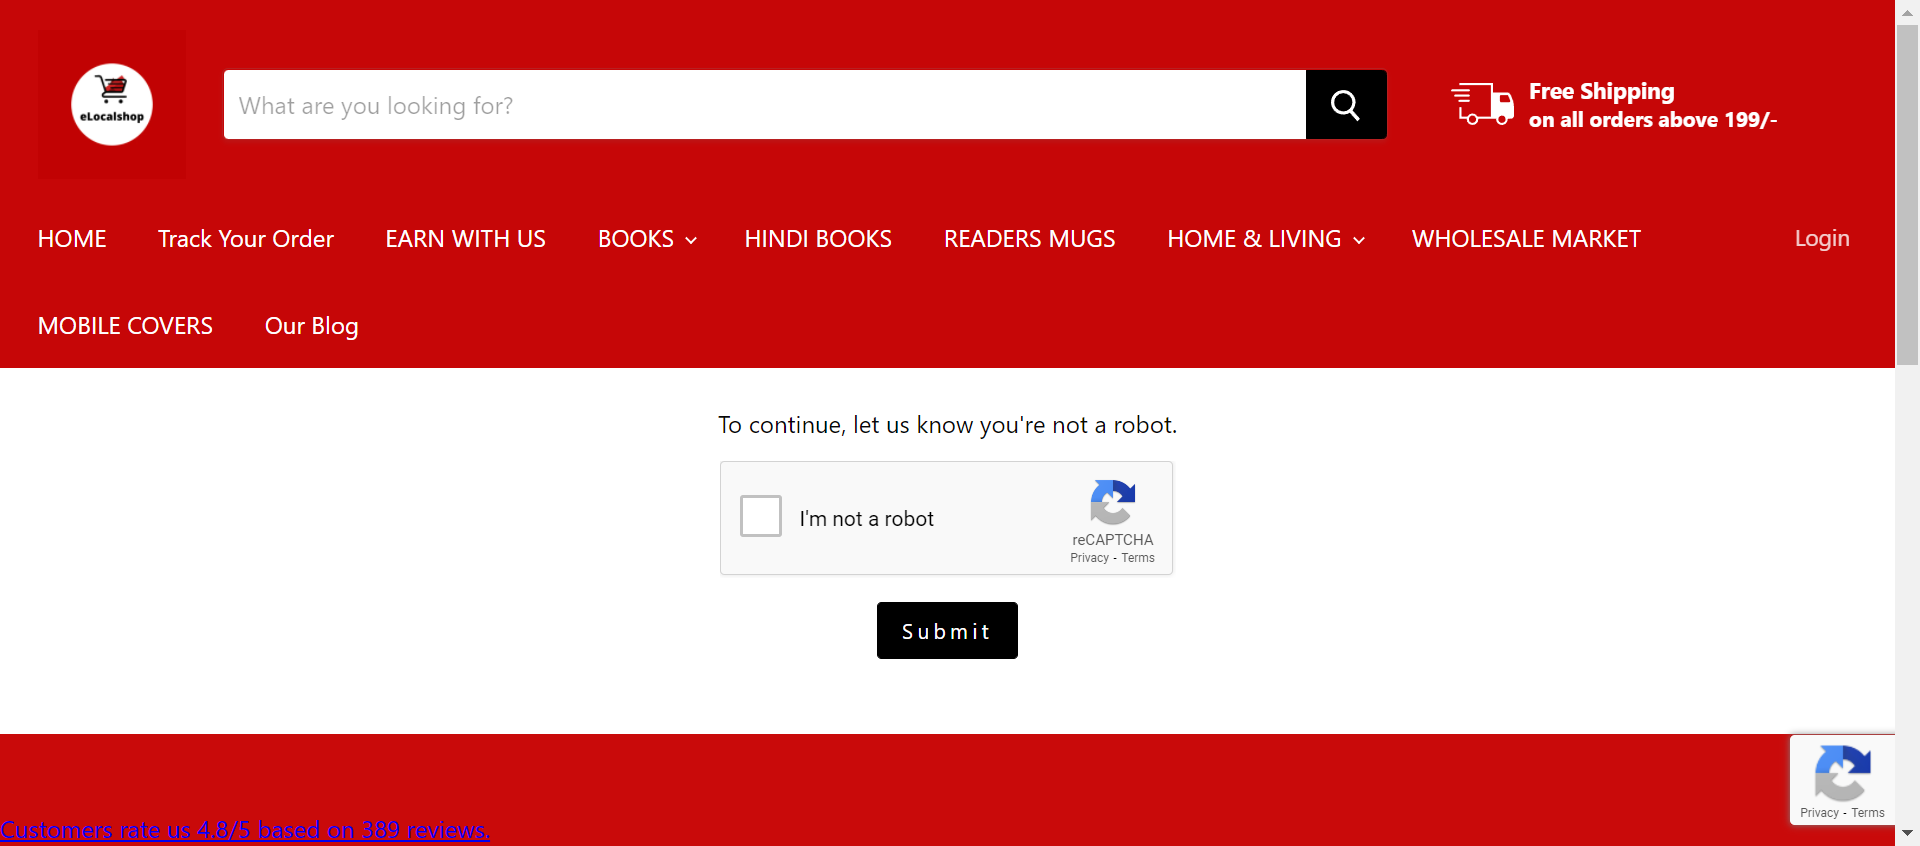 eLocalshop
What are you looking for?
Free Shipping
on all orders above 199/-
HOME Track Your Order EARN WITH US BOOKS HINDI BOOKS READERS MUGS HOME & LIVING WHOLESALE MARKET Login
MOBILE COVERS Our Blog
To continue, let us know you're not a robot.
I'm not a robot
reCAPTCHA
Privacy - Terms
Submit
Privacy - Terms
Customers rate us 4.8/5 based on 389 reviews.